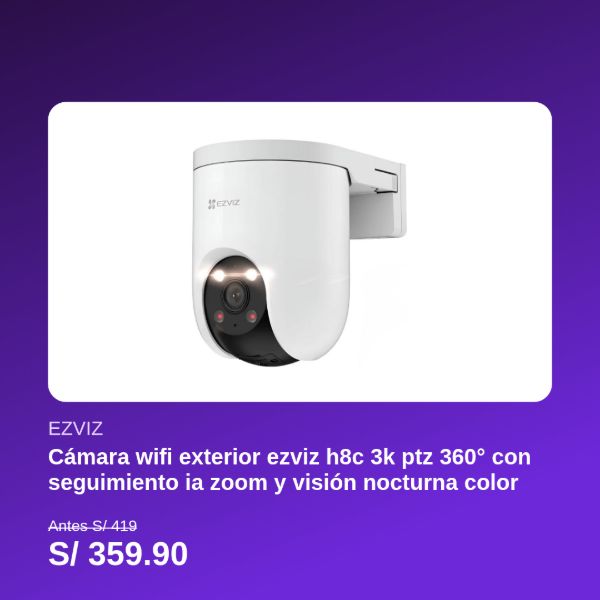 EZVIZ
EZVIZ
Cámara wifi exterior ezviz h8c 3k ptz 360° con
seguimiento ia zoom y visión nocturna color
Antes S/ 419
S/ 359.90